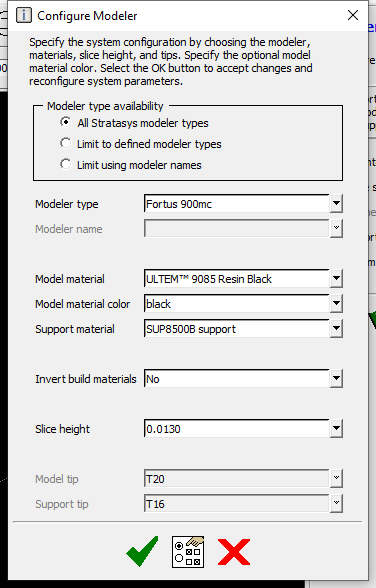 Configure Modeler
Specify the system configuration by choosing the modeler,
materials, slice height, and tips. Specify the optional model
material color. Select the OK button to accept changes and
reconfigure system parameters.
Modeler type availability
All Stratasys modeler types
Limit to defined modeler types
Limit using modeler names
Modeler type Fortus 900mc
Modeler name
Model material ULTEM™ 9085 Resin Black
Model material color black
Support material SUP8500B support
Invert build materials No
Slice height 0.0130
Model tip T20
Support tip T16